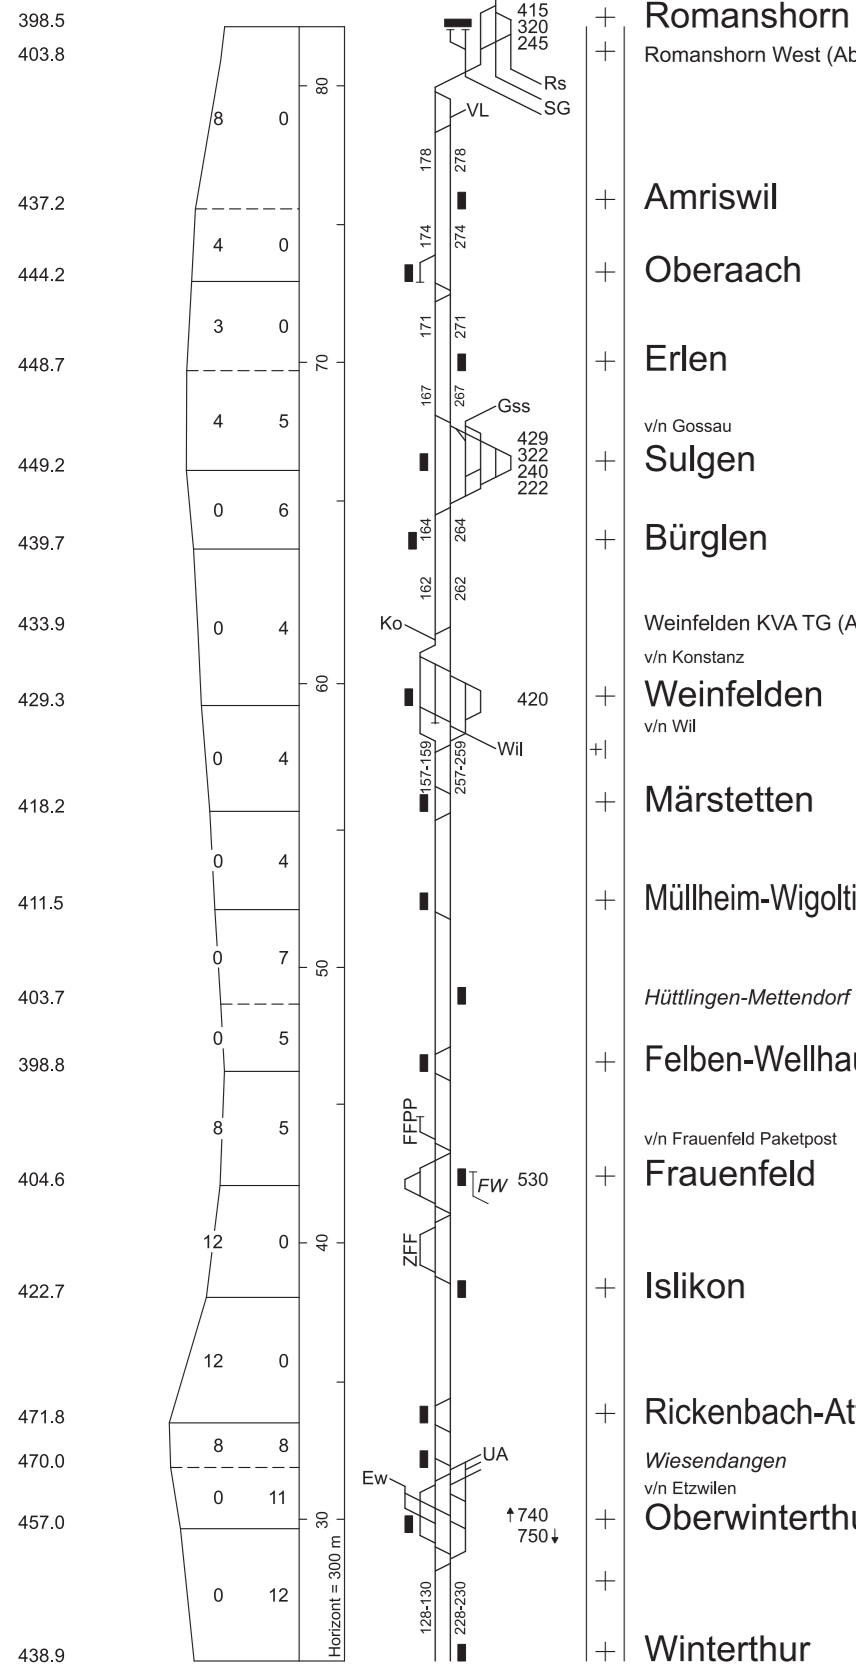 398.5 415 Romanshorn
320
403.8 245 Romanshorn West (Ab
80 Rs
SG
8 0 VL
178 278
437.2 Amriswil
4 0 174 274
444.2 Oberaach
3 0 171 271
448.7 70 Erlen
167 267
Gss
4 5 v/n Gossau
429
322
449.2 240 Sulgen
222
0 6 164 264
439.7 Bürglen
162 262
433.9 0 4 Ko Weinfelden KVA TG (A
v/n Konstanz
429.3 60 420 Weinfelden
v/n Wil
0 4 157-159 257-259 Wil
418.2 Märstetten
0 4
411.5 Müllheim-Wigolti
0 7 50
403.7 Hüttlingen-Mettendorf
0 5
398.8 Felben-Wellhau
8 5 FFPP v/n Frauenfeld Paketpost
404.6 FW 530 Frauenfeld
12 0 40 ZFF
422.7 Islikon
12 0
471.8 Rickenbach-At
8 8 UA
470.0 Wiesendangen
Ew v/n Etzwilen
0 11
457.0 30 740 Oberwinterthu
750
0 12 Horizont = 300 m 128-130 228-230
438.9 Winterthur